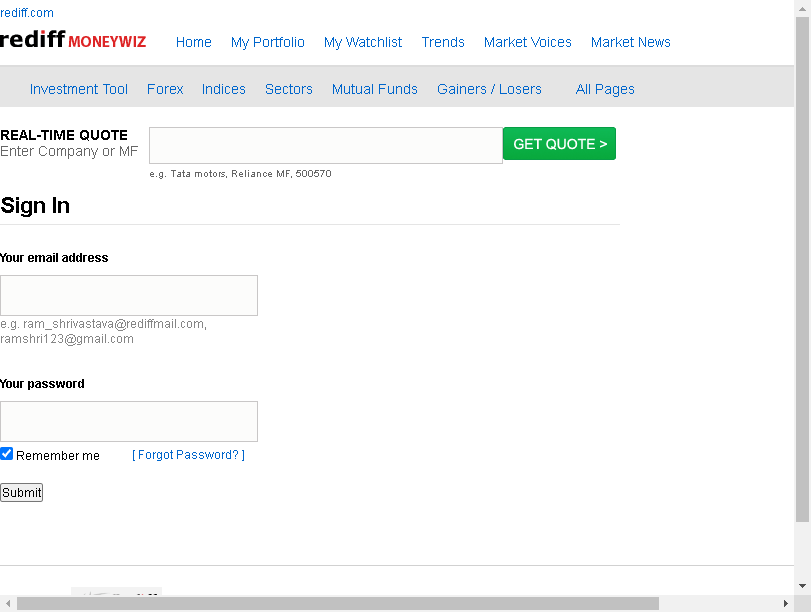 rediff.com
rediff MONEYWIZ
Home My Portfolio My Watchlist Trends Market Voices Market News
Investment Tool Forex Indices Sectors Mutual Funds Gainers / Losers All Pages
REAL-TIME QUOTE
Enter Company or MF
GET QUOTE >
e.g. Tata motors, Reliance MF, 500570
Sign In
Your email address
e.g. ram_shrivastava@rediffmail.com,
ramshri123@gmail.com
Your password
Remember me [ Forgot Password? ]
Submit